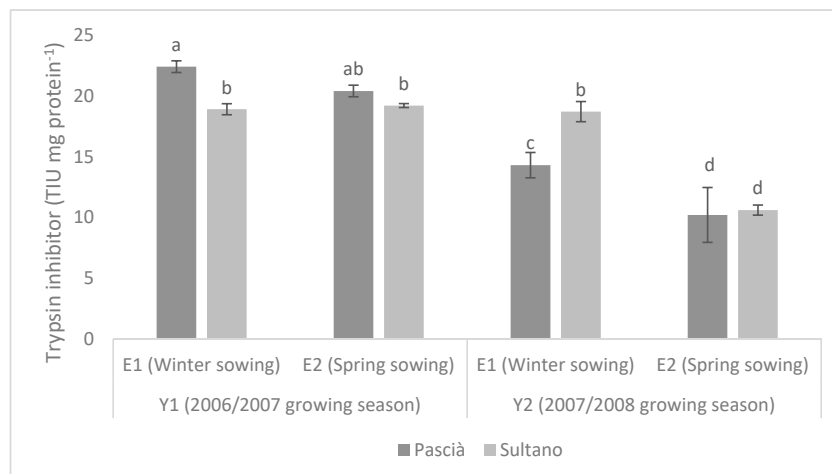 Trypsin inhibitor (TIU mg protein⁻¹)
25
20
15
10
5
0
a
b
ab
b
c
b
d
d
E1 (Winter sowing) E2 (Spring sowing) E1 (Winter sowing) E2 (Spring sowing)
Y1 (2006/2007 growing season) Y2 (2007/2008 growing season)
Pascià Sultano